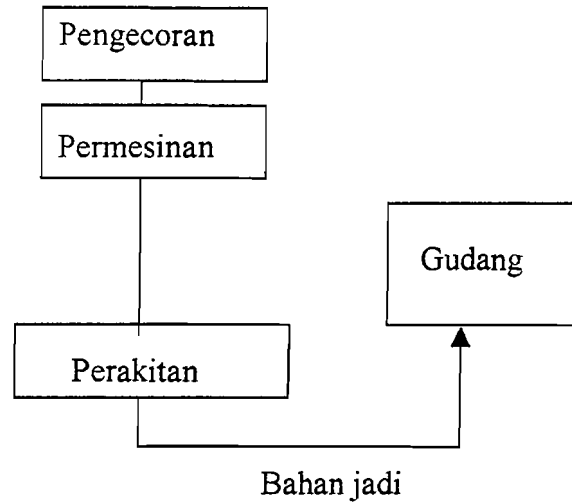 Pengecoran
Permesinan
Gudang
Perakitan
Bahan jadi